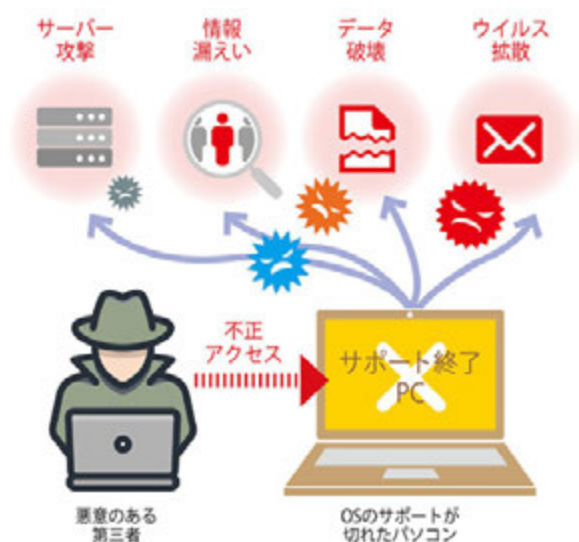 サーバー
攻撃
情報
漏えい
データ
破壊
ウイルス
拡散
不正
アクセス
サポート終了
PC
悪意のある
第三者
OSのサポートが
切れたパソコン